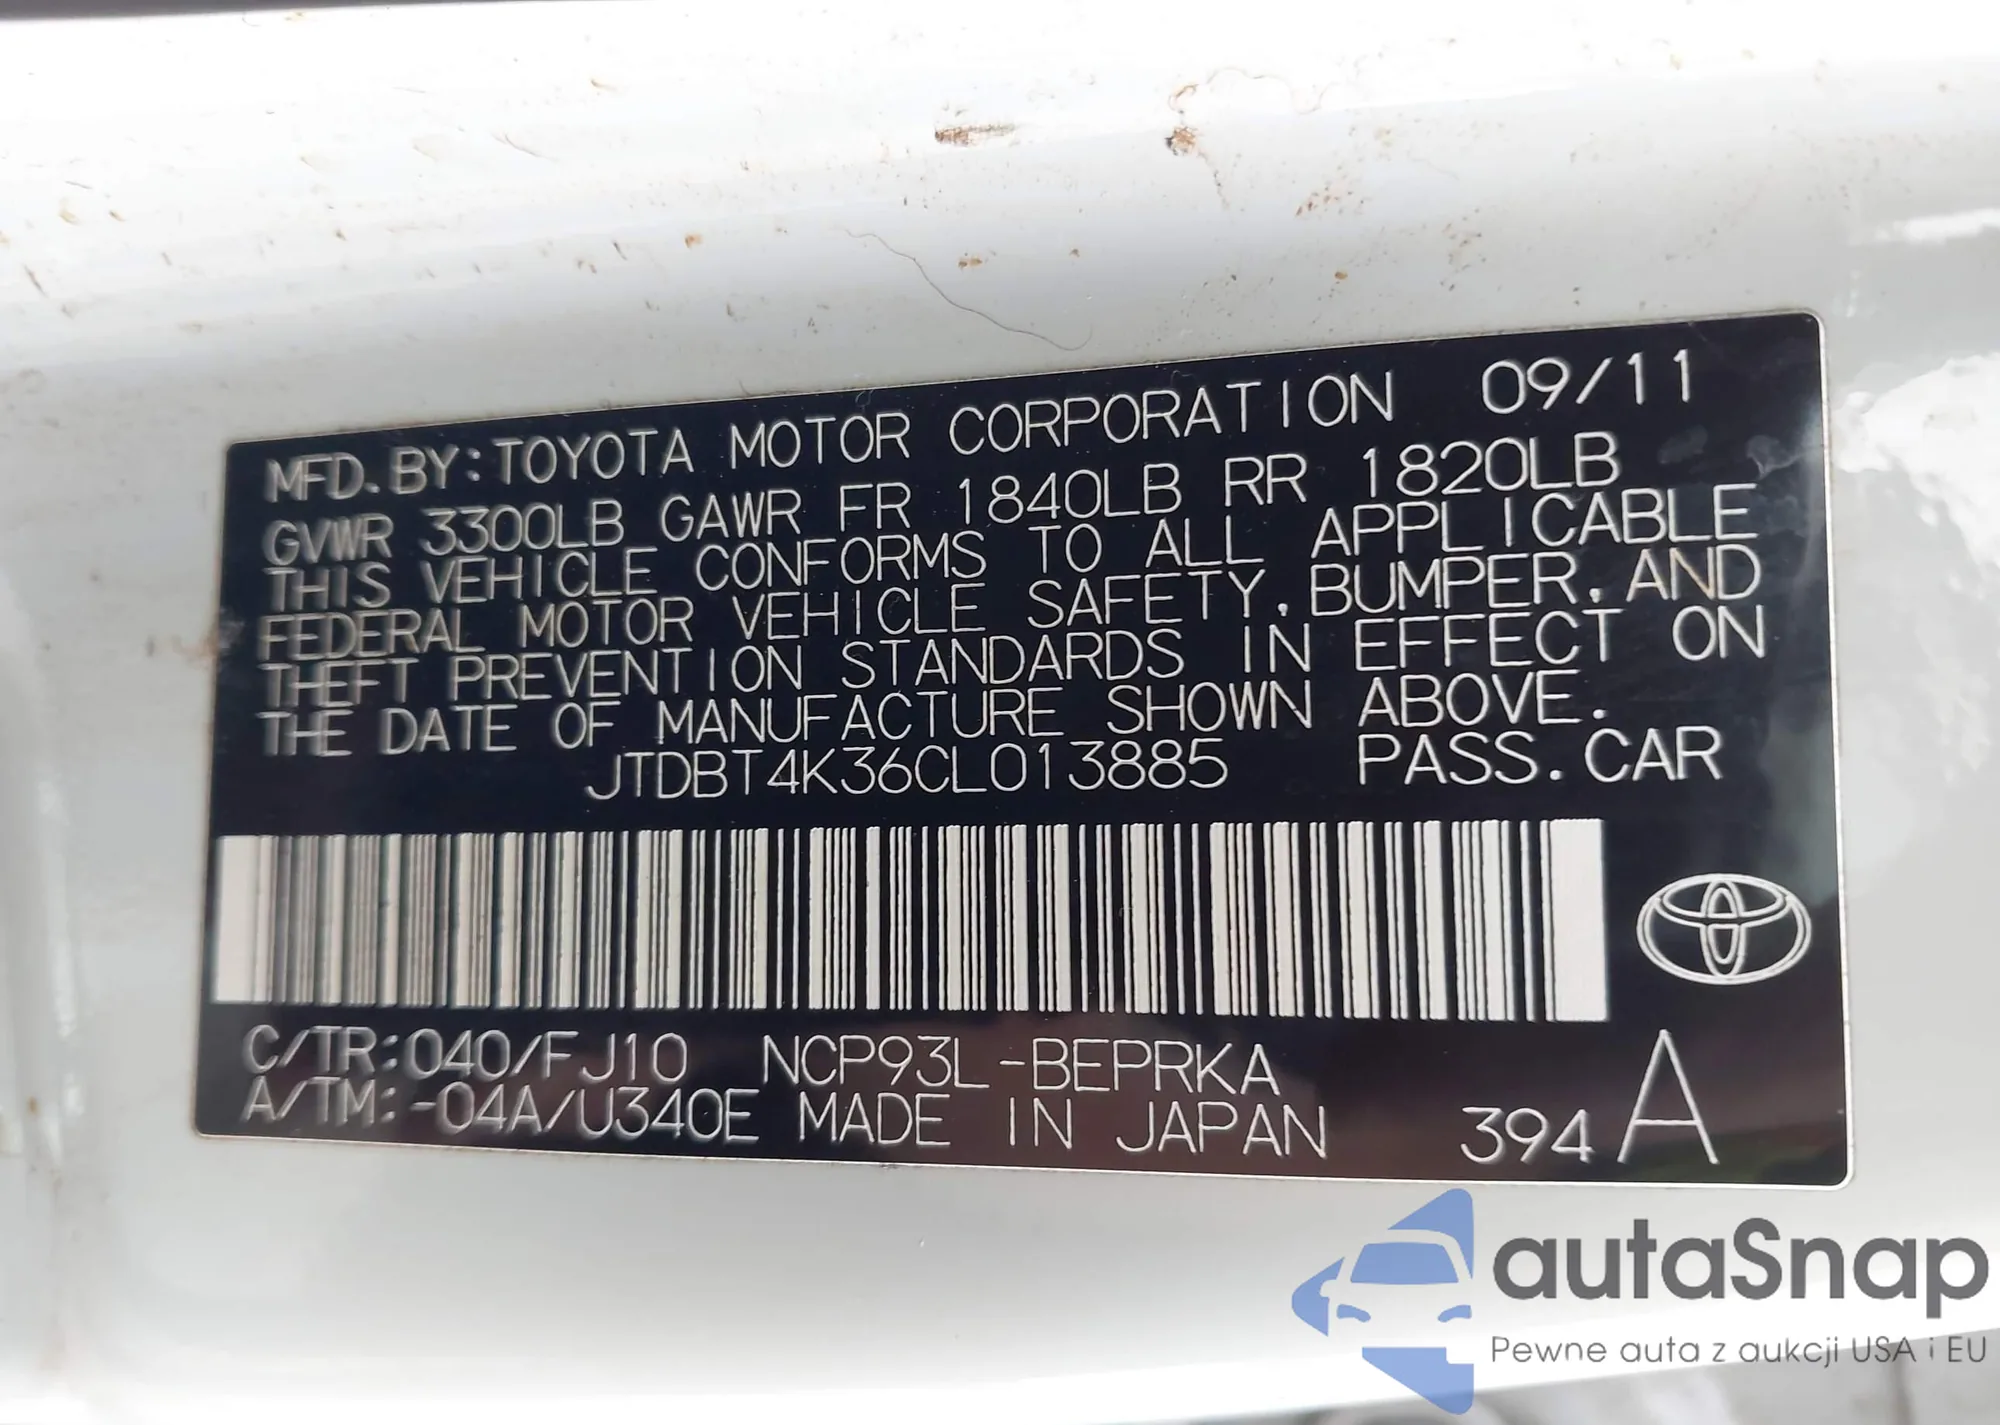 MFD.BY:TOYOTA MOTOR CORPORATION 09/11
GVWR 3300LB GAWR FR 1840LB RR 1820LB
THIS VEHICLE CONFORMS TO ALL APPLICABLE
FEDERAL MOTOR VEHICLE SAFETY,BUMPER,AND
THEFT PREVENTION STANDARDS IN EFFECT ON
THE DATE OF MANUFACTURE SHOWN ABOVE.
JTDBT4K36CL013885 PASS.CAR
C/TR:040/FJ10 NCP93L-BEPRKA
A/TM:-04A/U340E MADE IN JAPAN 394 A
autaSnap
Pewne auta z aukcji USA i EU